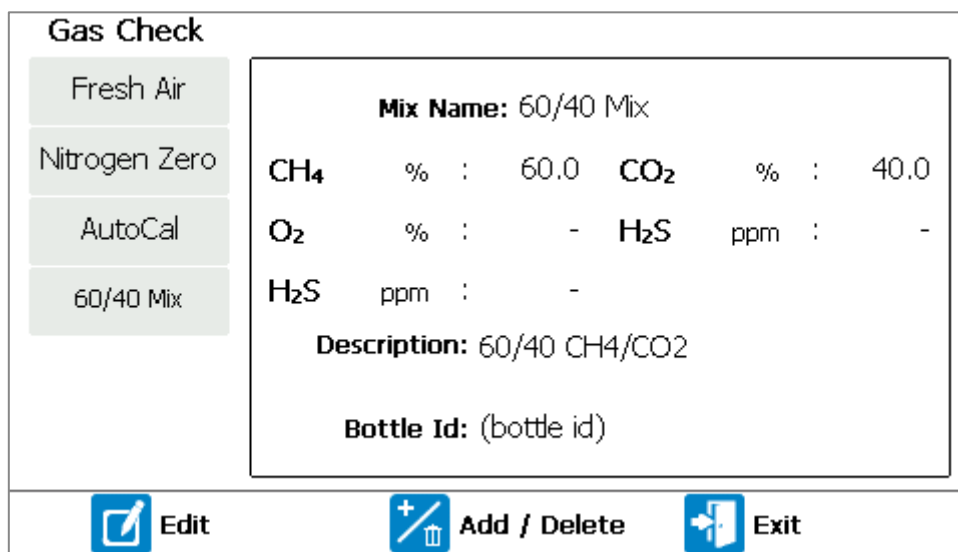 Gas Check
Fresh Air
Nitrogen Zero
AutoCal
60/40 Mix
Mix Name: 60/40 Mix
CH₄ % : 60.0 CO₂ % : 40.0
O₂ % : - H₂S ppm : -
H₂S ppm : -
Description: 60/40 CH4/CO2
Bottle Id: (bottle id)
Edit Add / Delete Exit